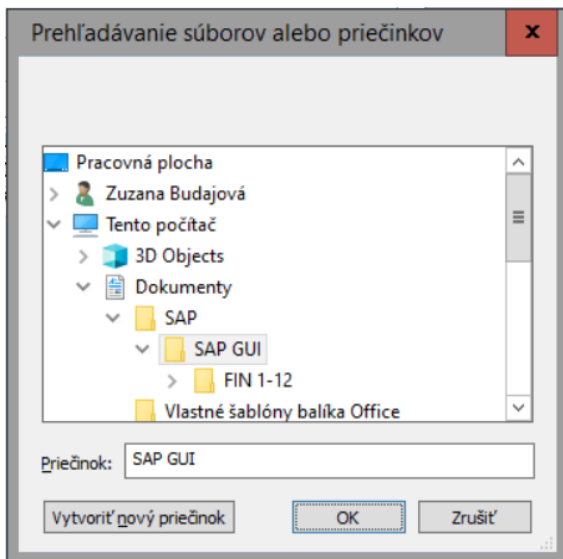 Prehľadávanie súborov alebo priečinkov
Pracovná plocha
Zuzana Budajová
Tento počítač
3D Objects
Dokumenty
SAP
SAP GUI
FIN 1-12
Vlastné šablóny balíka Office
Priečinok: SAP GUI
Vytvoriť nový priečinok OK Zrušiť